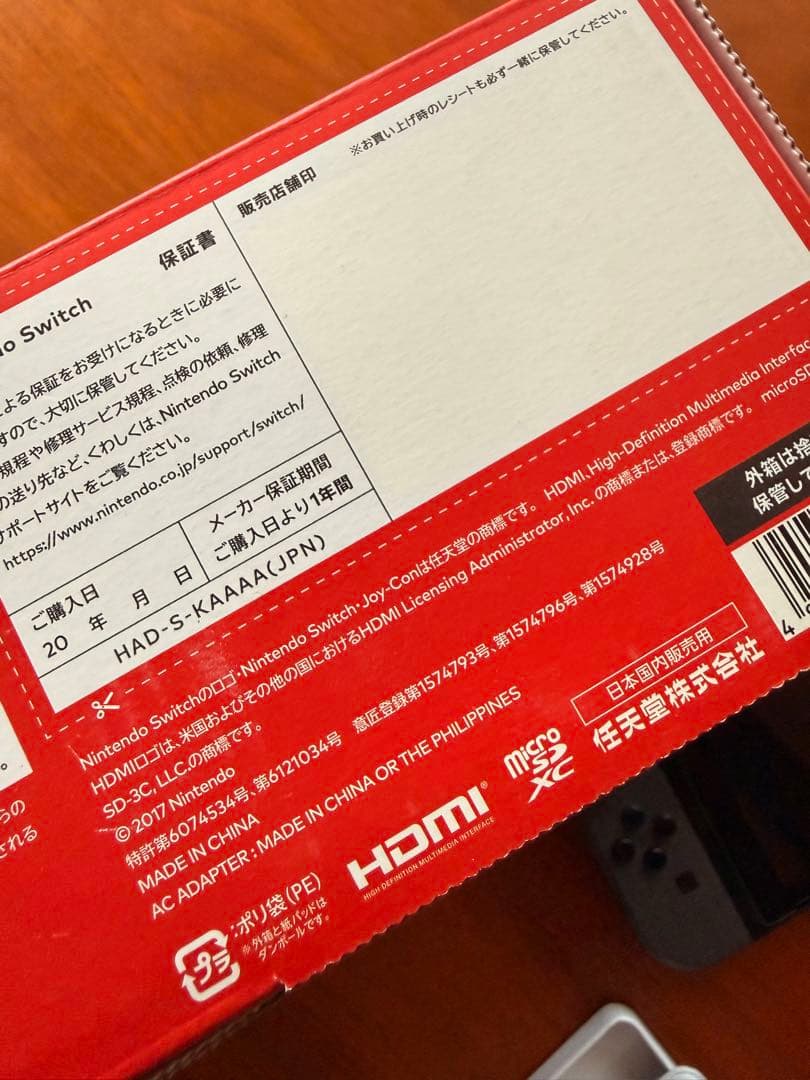 ※お買い上げ時のレシートも必ず一緒に保管してください。
販売店舗印
保証書
do Switch
よる保証をお受けになるときに必要に
すので、大切に保管してください。
規程や修理サービス規程、点検の依頼、修理
の送り先など、くわしくは、Nintendo Switch
サポートサイトをご覧ください。
https://www.nintendo.co.jp/support/switch/
ご購入日
20 年 月 日
メーカー保証期間
ご購入日より1年間
HAD-S-KAAAA(JPN)
Nintendo Switchのロゴ・Nintendo Switch・Joy-Conは任天堂の商標です。 HDMI、High-Definition Multimedia Interfac
HDMIロゴは、米国およびその他の国におけるHDMI Licensing Administrator, Inc. の商標または、登録商標です。 microSD
SD-3C, LLC.の商標です。
© 2017 Nintendo
特許第6074534号、第6121034号 意匠登録第1574793号、第1574796号、第1574928号
MADE IN CHINA
AC ADAPTER : MADE IN CHINA OR THE PHILIPPINES
外箱は捨
保管して
4
日本国内販売用
任天堂株式会社
micro
SD
XC
HDMI®
HIGH DEFINITION MULTIMEDIA INTERFACE
プラ
:ポリ袋(PE)
※外箱と紙パッドは
ダンボールです。
。
うの
される